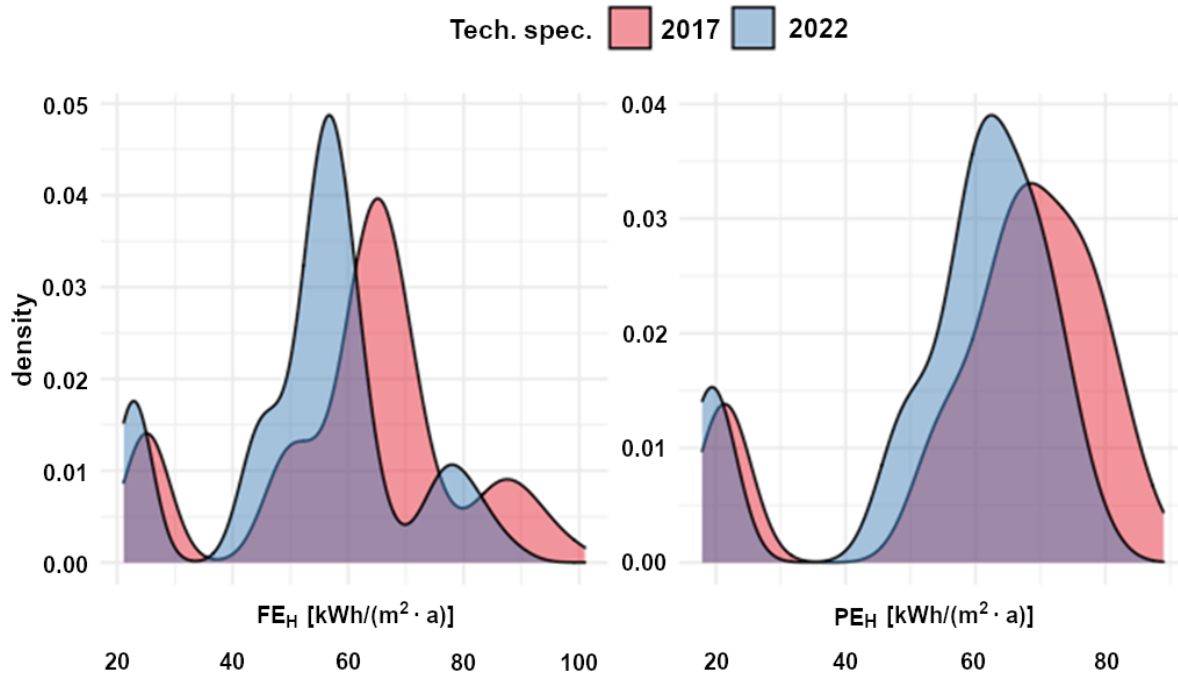 Tech. spec. 2017 2022
0.05
0.04
0.03
0.02
0.01
0.00
density
FE_H [kWh/(m² · a)]
20 40 60 80 100
0.04
0.03
0.02
0.01
0.00
PE_H [kWh/(m² · a)]
20 40 60 80